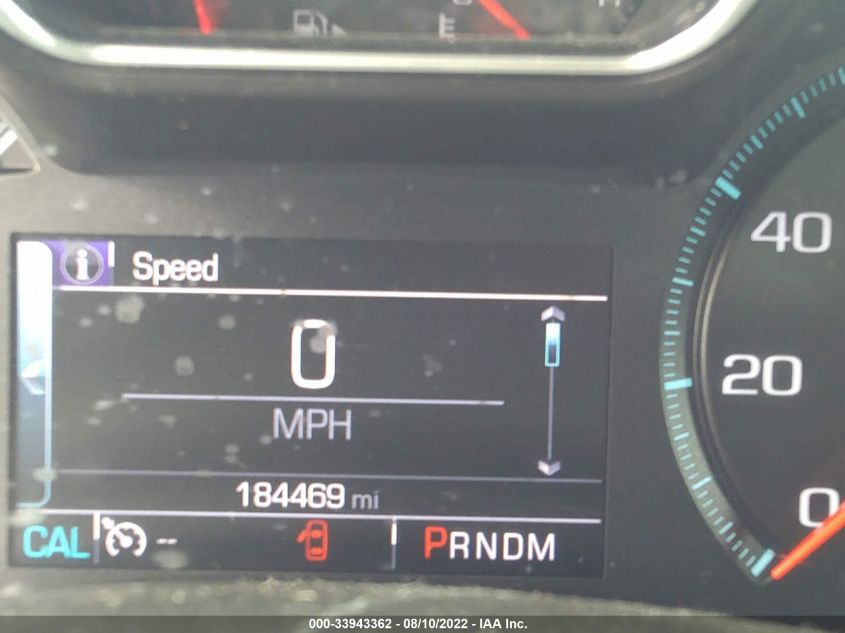 i Speed
40
0
MPH
20
184469 mi
0
CAL -- PRNDM
000-33943362 - 08/10/2022 - IAA Inc.